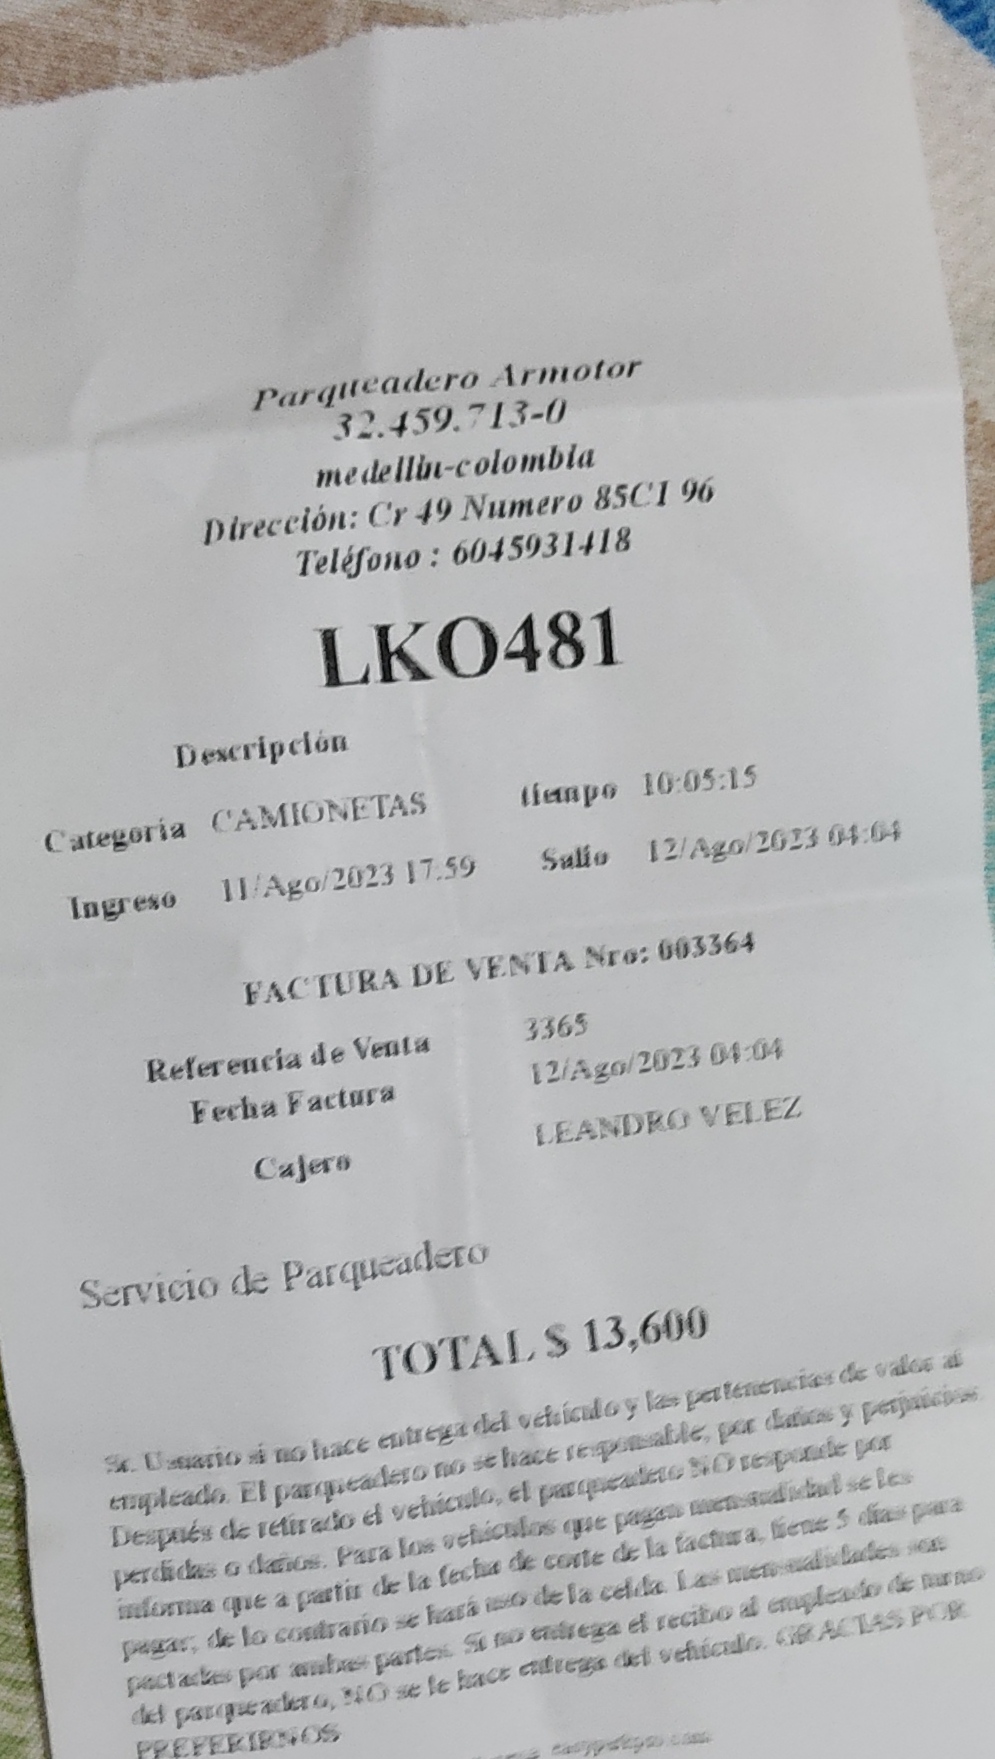 Parqueadero Armotor
32.459.713-0
medellin-colombia
Dirección: Cr 49 Numero 85C1 96
Teléfono : 6045931418
LKO481
Descripción
Categoria CAMIONETAS tiempo 10:05:15
Ingreso 11/Ago/2023 17:59 Salio 12/Ago/2023 04:04
FACTURA DE VENTA Nro: 003364
Referencia de Venta 3365
Fecha Factura 12/Ago/2023 04:04
Cajero LEANDRO VELEZ
Servicio de Parqueadero
TOTAL $ 13,600
Sr. Usuario si no hace entrega del vehículo y las pertenencias de valor al
empleado. El parqueadero no se hace responsable, por daños y perjuicios
Después de retirado el vehículo, el parqueadero NO responde por
perdidas o daños. Para los vehículos que pagan mensualidad se les
informa que a partir de la fecha de corte de la factura, tiene 5 días para
pagar, de lo contrario se hará uso de la celda. Las mensualidades son
pactadas por ambas partes. Si no entrega el recibo al empleado de turno
del parqueadero, NO se le hace entrega del vehículo. GRACIAS POR
PREFERIRNOS